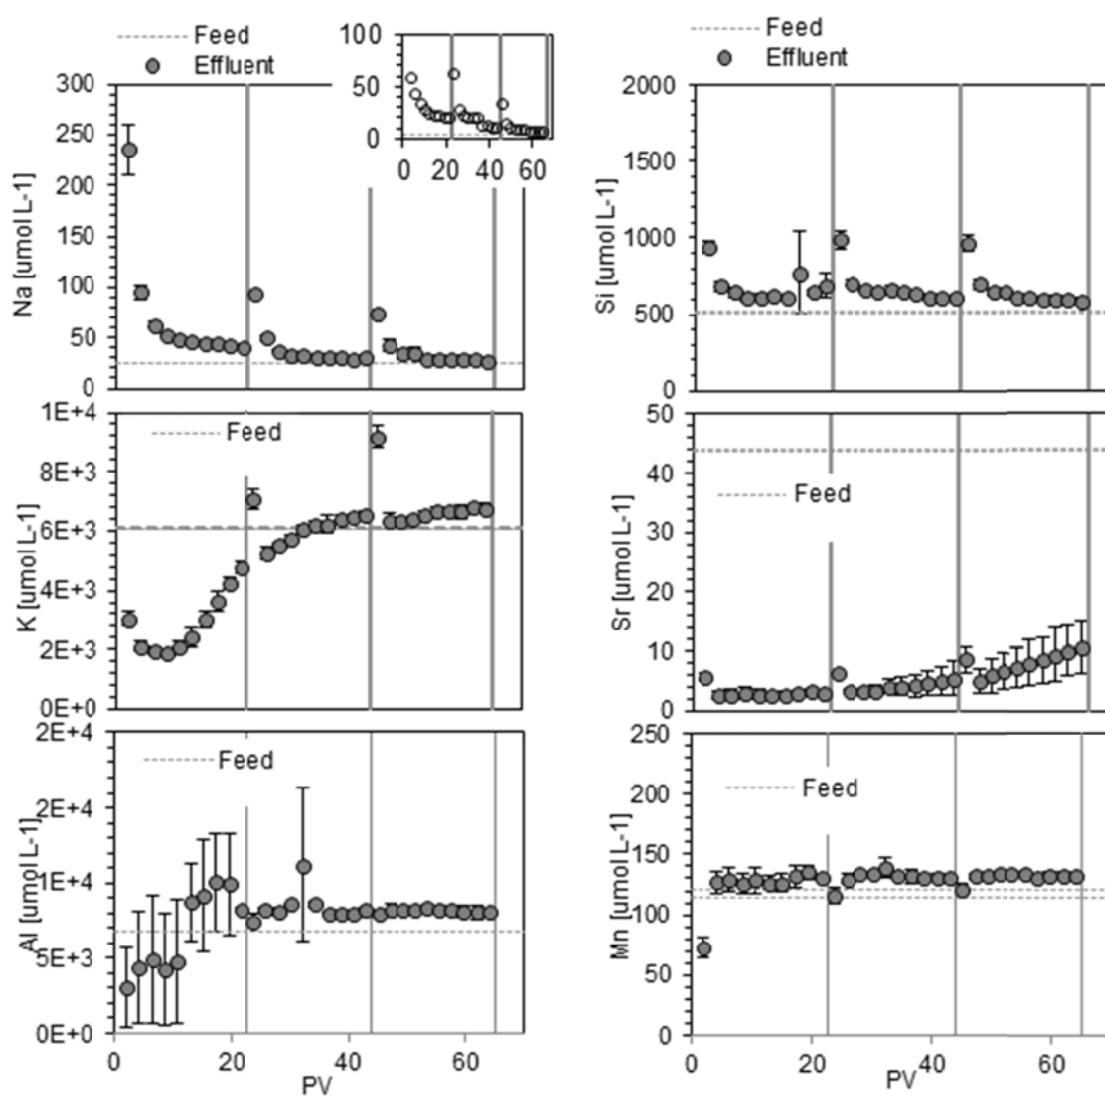 Feed
Effluent
100
50
0
0 20 40 60
300
250
200
150
100
50
0
Na [umol L-1]
Feed
Effluent
2000
1500
1000
500
0
Si [umol L-1]
1E+4
8E+3
6E+3
4E+3
2E+3
0E+0
K [umol L-1]
Feed
50
40
30
20
10
0
Sr [umol L-1]
Feed
2E+4
2E+4
1E+4
5E+3
0E+0
Al [umol L-1]
Feed
0 20 40 60
PV
250
200
150
100
50
0
Mn [umol L-1]
Feed
0 20 40 60
PV